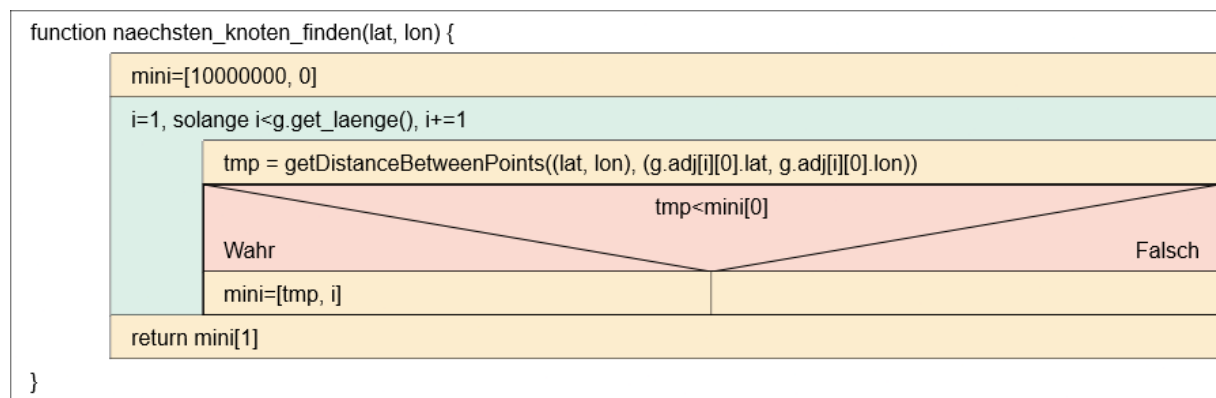 function naechsten_knoten_finden(lat, lon) {
mini=[10000000, 0]
i=1, solange i<g.get_laenge(), i+=1
tmp = getDistanceBetweenPoints((lat, lon), (g.adj[i][0].lat, g.adj[i][0].lon))
tmp<mini[0]
Wahr Falsch
mini=[tmp, i]
return mini[1]
}